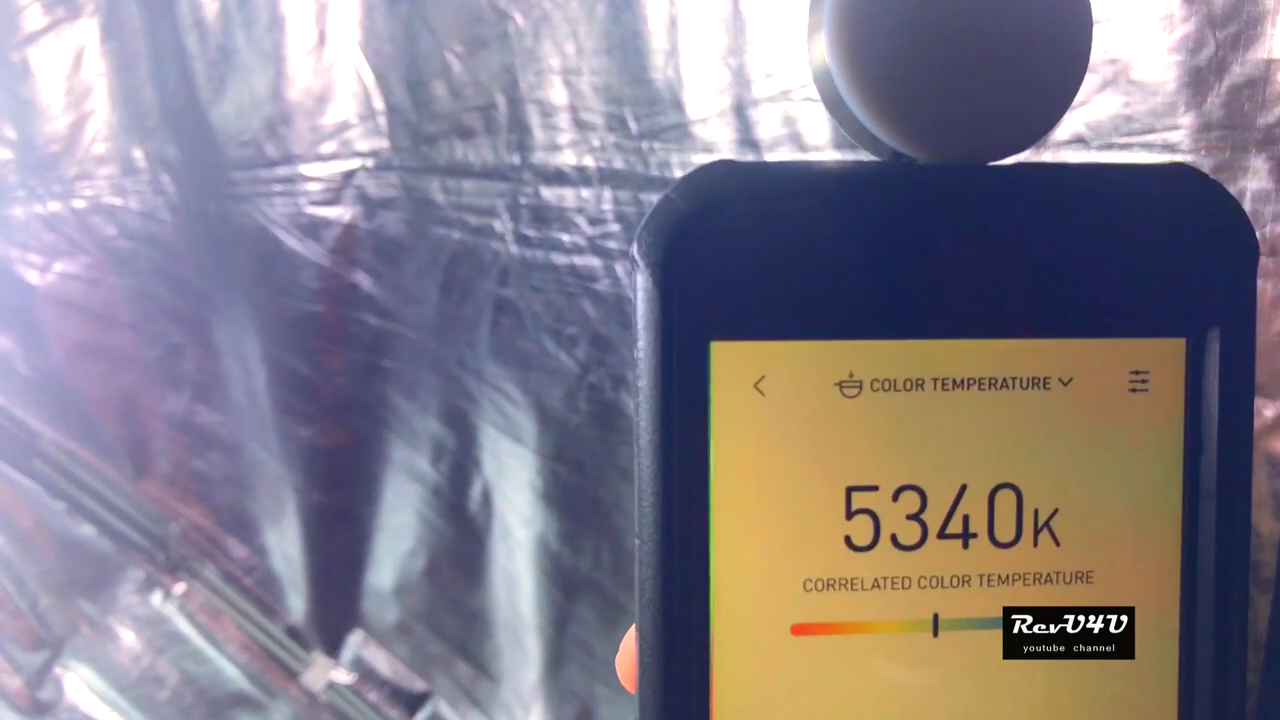 COLOR TEMPERATURE
5340K
CORRELATED COLOR TEMPERATURE
RevU4U
youtube channel